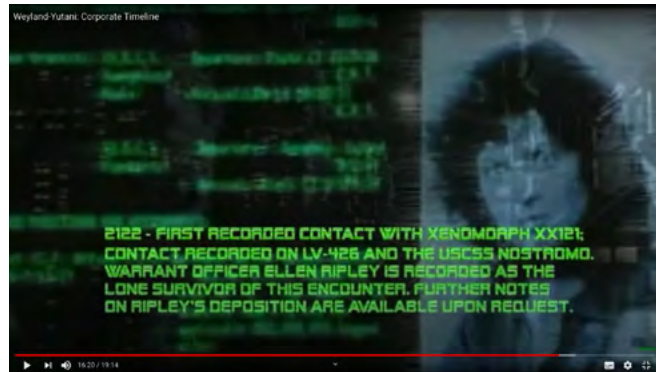 Weyland-Yutani: Corporate Timeline
2122 - FIRST RECORDED CONTACT WITH XENOMORPH XX121;
CONTACT RECORDED ON LV-426 AND THE USCSS NOSTROMO.
WARRANT OFFICER ELLEN RIPLEY IS RECORDED AS THE
LONE SURVIVOR OF THIS ENCOUNTER. FURTHER NOTES
ON RIPLEY'S DEPOSITION ARE AVAILABLE UPON REQUEST.
16:20 / 19:14